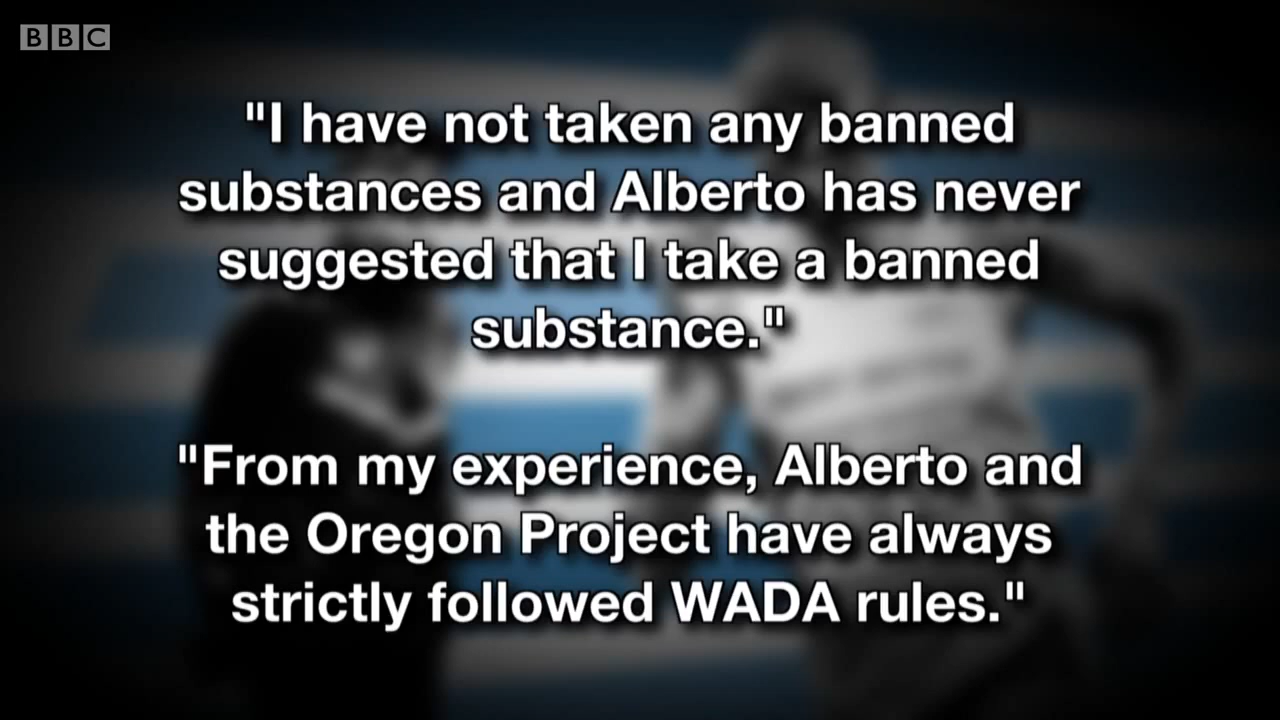 BBC
"I have not taken any banned
substances and Alberto has never
suggested that I take a banned
substance."
"From my experience, Alberto and
the Oregon Project have always
strictly followed WADA rules."